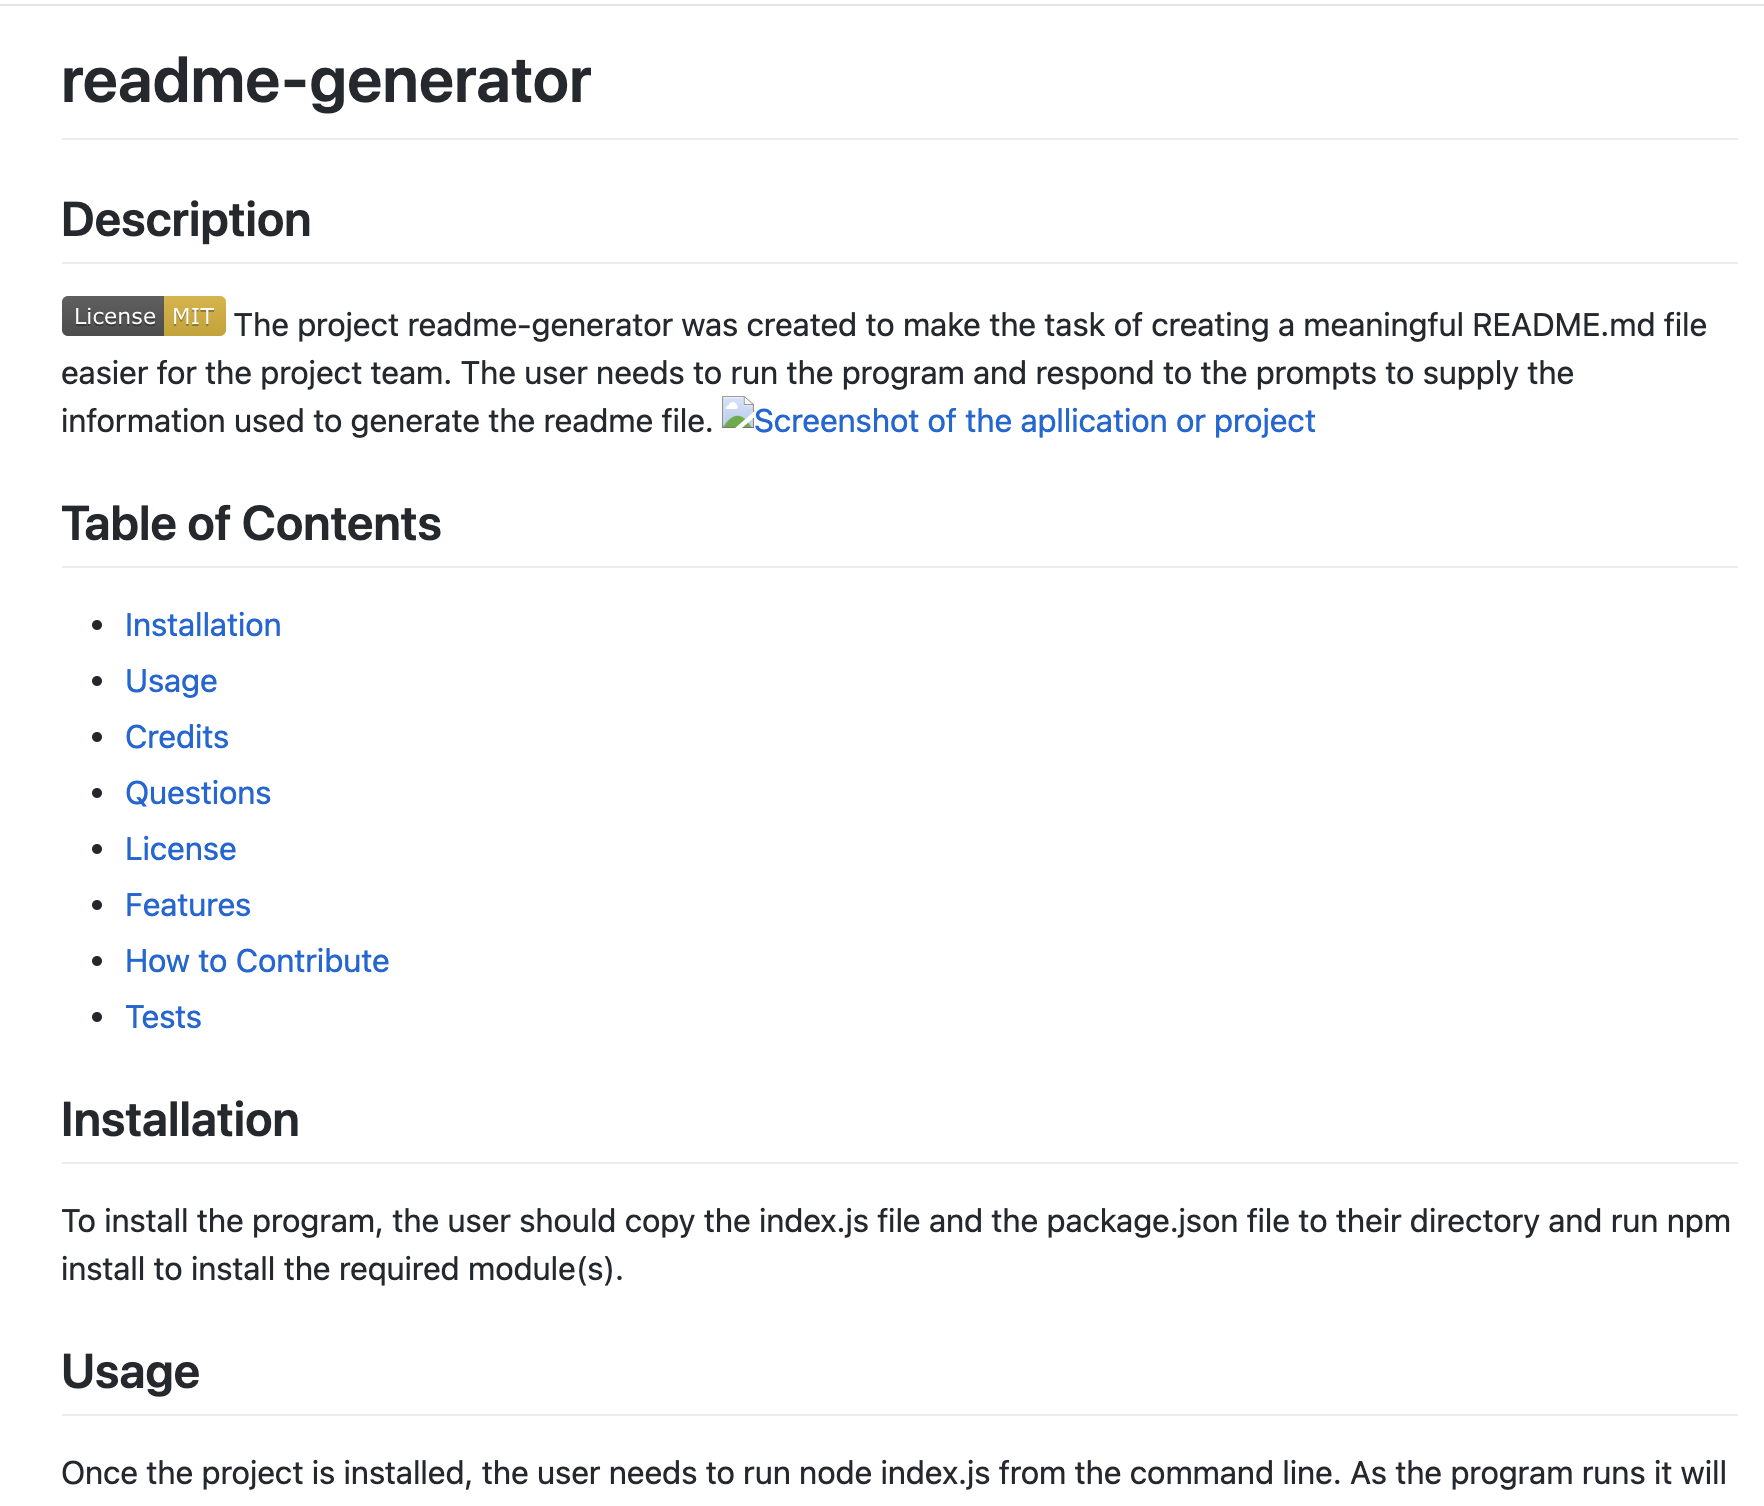 readme-generator
Description
License MIT The project readme-generator was created to make the task of creating a meaningful README.md file
easier for the project team. The user needs to run the program and respond to the prompts to supply the
information used to generate the readme file. Screenshot of the apllication or project
Table of Contents
Installation
Usage
Credits
Questions
License
Features
How to Contribute
Tests
Installation
To install the program, the user should copy the index.js file and the package.json file to their directory and run npm
install to install the required module(s).
Usage
Once the project is installed, the user needs to run node index.js from the command line. As the program runs it will